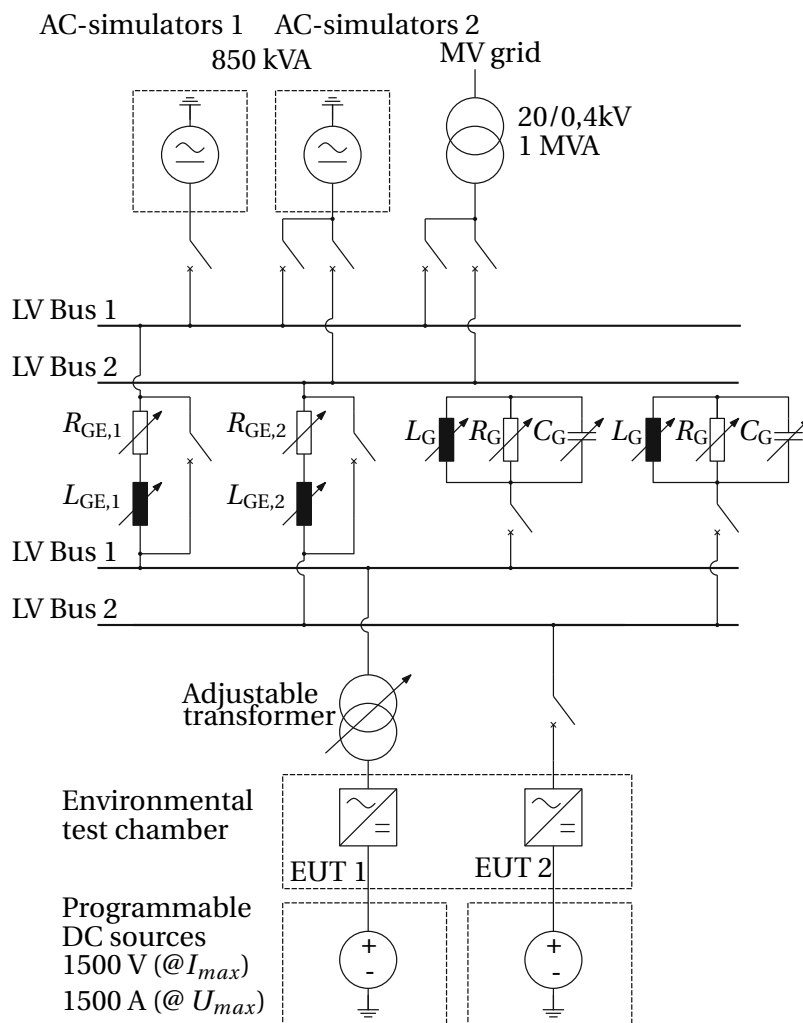 AC-simulators 1 AC-simulators 2
850 kVA
MV grid
20/0,4kV
1 MVA
LV Bus 1
LV Bus 2
R_GE,1
R_GE,2
L_G
R_G
C_G
L_G
R_G
C_G
L_GE,1
L_GE,2
LV Bus 1
LV Bus 2
Adjustable
transformer
Environmental
test chamber
EUT 1
EUT 2
Programmable
DC sources
1500 V (@I_max)
1500 A (@ U_max)
+
-
+
-